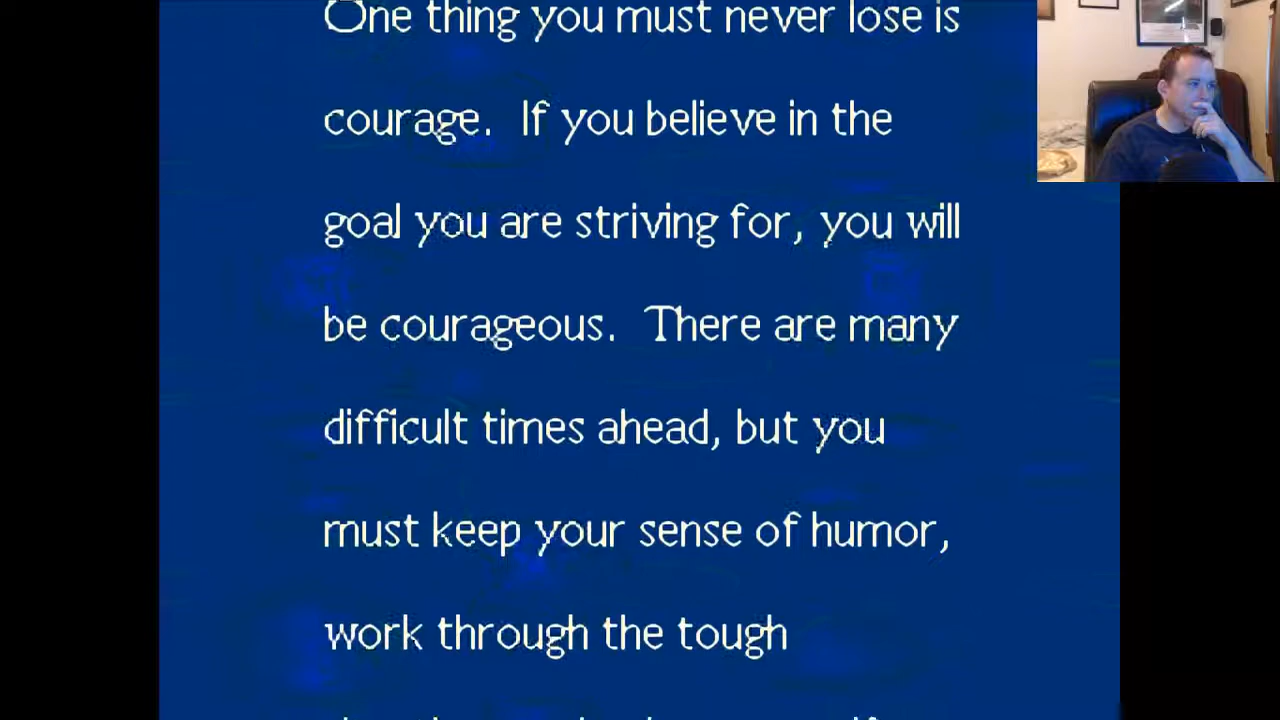 One thing you must never lose is
courage.  If you believe in the
goal you are striving for, you will
be courageous.  There are many
difficult times ahead, but you
must keep your sense of humor,
work through the tough